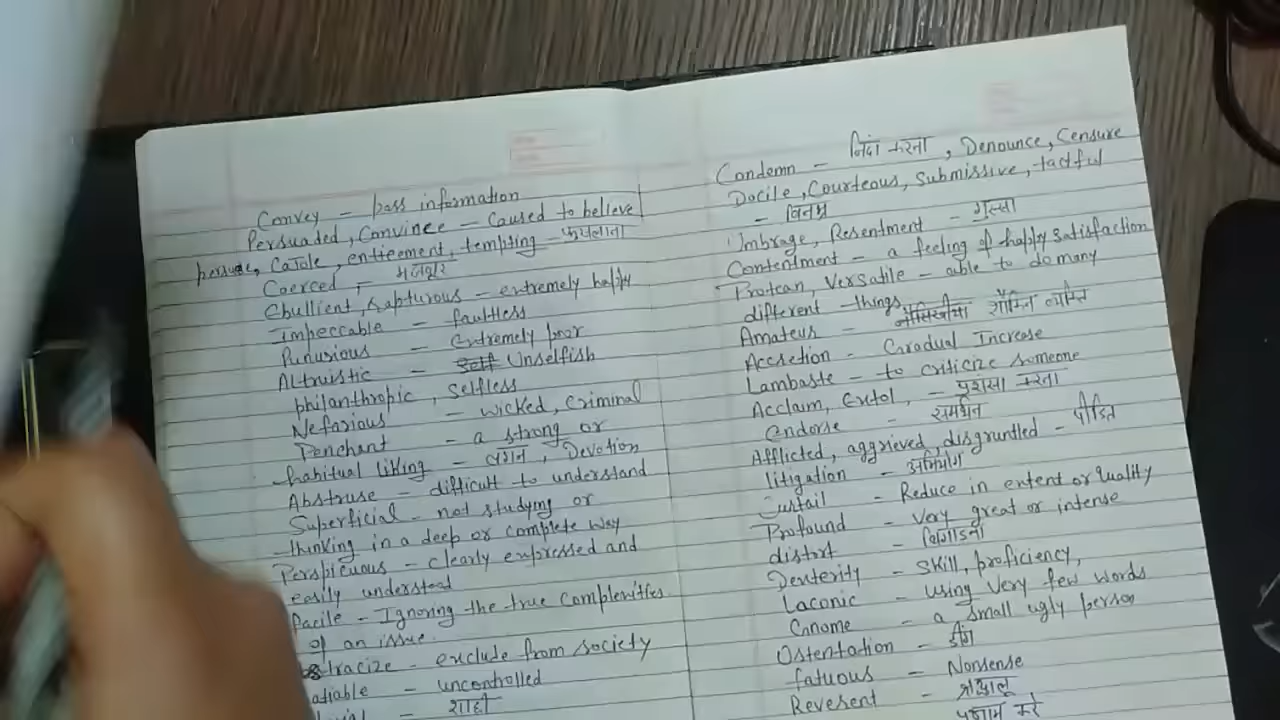 Convey - pass information
Persuaded, Convince - Caused to believe
Cajole, entteement, tempting - फुसलाना
Coerced - मजबूर
Ebullient, rapturous - extremely happy
Impeccable - faultless
Punusious - extremely poor
Altruistic - Unselfish
philanthropic, selfless
Nefarious - wicked, Criminal
Penchant - a strong or
habitual liking - लगन, Devotion
Abstruse - difficult to understand
Superficial - not studying or
thinking in a deep or complete way
Perspicuous - clearly expressed and
easily understood
facile - Ignoring the true Complexities
of an issue.
Ostracize - exclude from society
- uncontrolled
- शाही
Condemn - निंदा करना, Denounce, Censure
Docile, Courteous, Submissive, tactful
- विनम्र
Umbrage, Resentment - गुस्सा
Contentment - a feeling of happy Satisfaction
Protean, Versatile - able to do many
different things
Amateus -
Accretion - Gradual Increase
Lambaste - to criticize someone
Acclaim, Extol, - प्रशंसा करना
endorse - समर्थन
Afflicted, aggrieved, disgruntled - पीड़ित
litigation - अभियोग
Curtail - Reduce in extent or Quality
Profound - Very great or intense
distort - बिगाड़ना
Dexterity - skill, proficiency,
Laconic - using very few words
Gnome - a small ugly person
Ostentation - डींग
fatuous - Nonsense
Reverent - श्रद्धालु